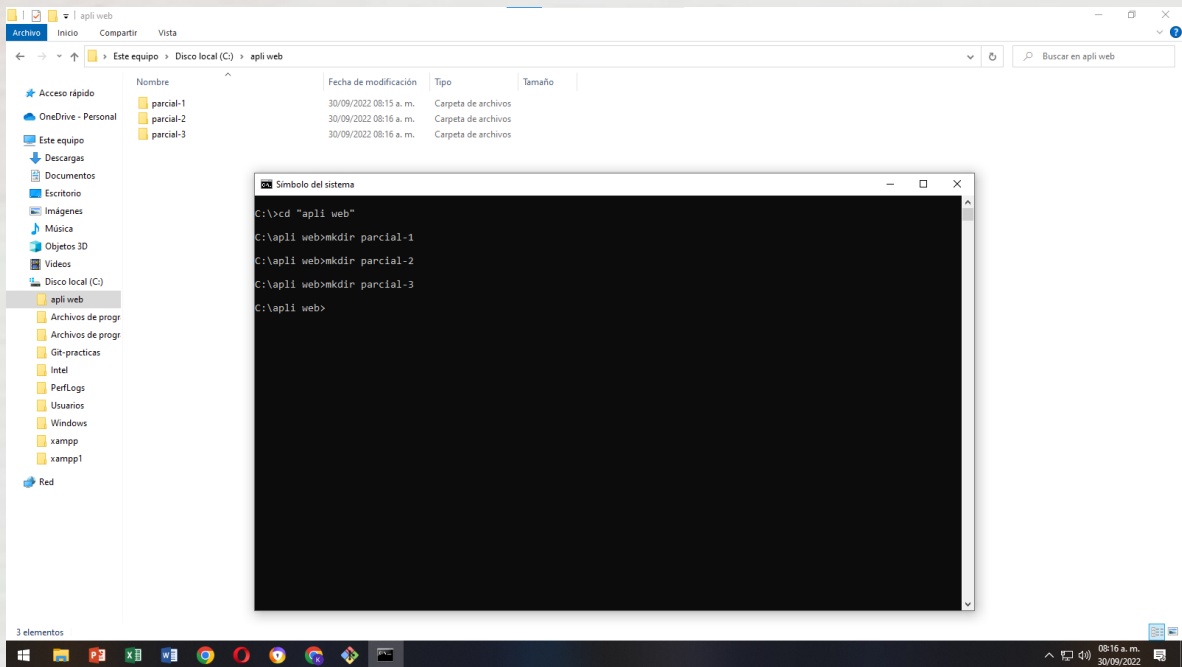 apli web
Archivo Inicio Compartir Vista
Este equipo > Disco local (C:) > apli web
Buscar en apli web
Nombre Fecha de modificación Tipo Tamaño
parcial-1 30/09/2022 08:15 a. m. Carpeta de archivos
parcial-2 30/09/2022 08:16 a. m. Carpeta de archivos
parcial-3 30/09/2022 08:16 a. m. Carpeta de archivos
Acceso rápido
OneDrive - Personal
Este equipo
Descargas
Documentos
Escritorio
Imágenes
Música
Objetos 3D
Videos
Disco local (C:)
apli web
Archivos de progr
Archivos de progr
Git-practicas
Intel
PerfLogs
Usuarios
Windows
xampp
xampp1
Red
Símbolo del sistema
C:\>cd "apli web"
C:\apli web>mkdir parcial-1
C:\apli web>mkdir parcial-2
C:\apli web>mkdir parcial-3
C:\apli web>
3 elementos
08:16 a. m.
30/09/2022